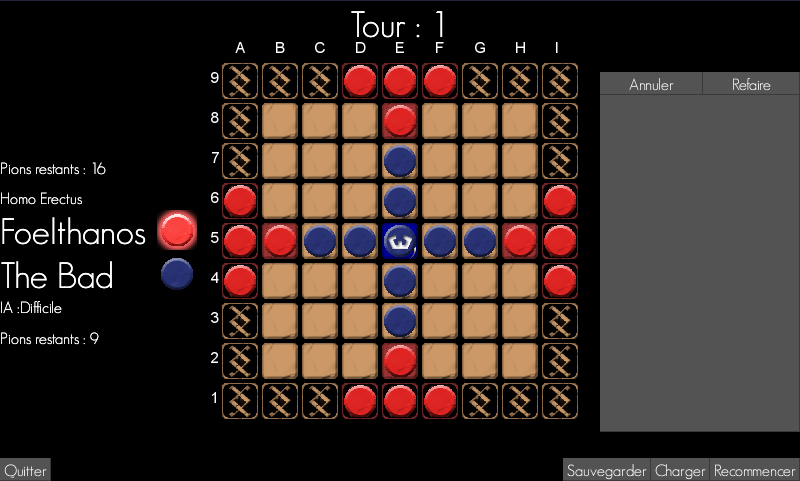 Tour : 1
A B C D E F G H I
9
8
7
6
5
4
3
2
1
Annuler Refaire
Pions restants : 16
Homo Erectus
Foelthanos
The Bad
IA :Difficile
Pions restants : 9
Quitter
Sauvegarder Charger Recommencer